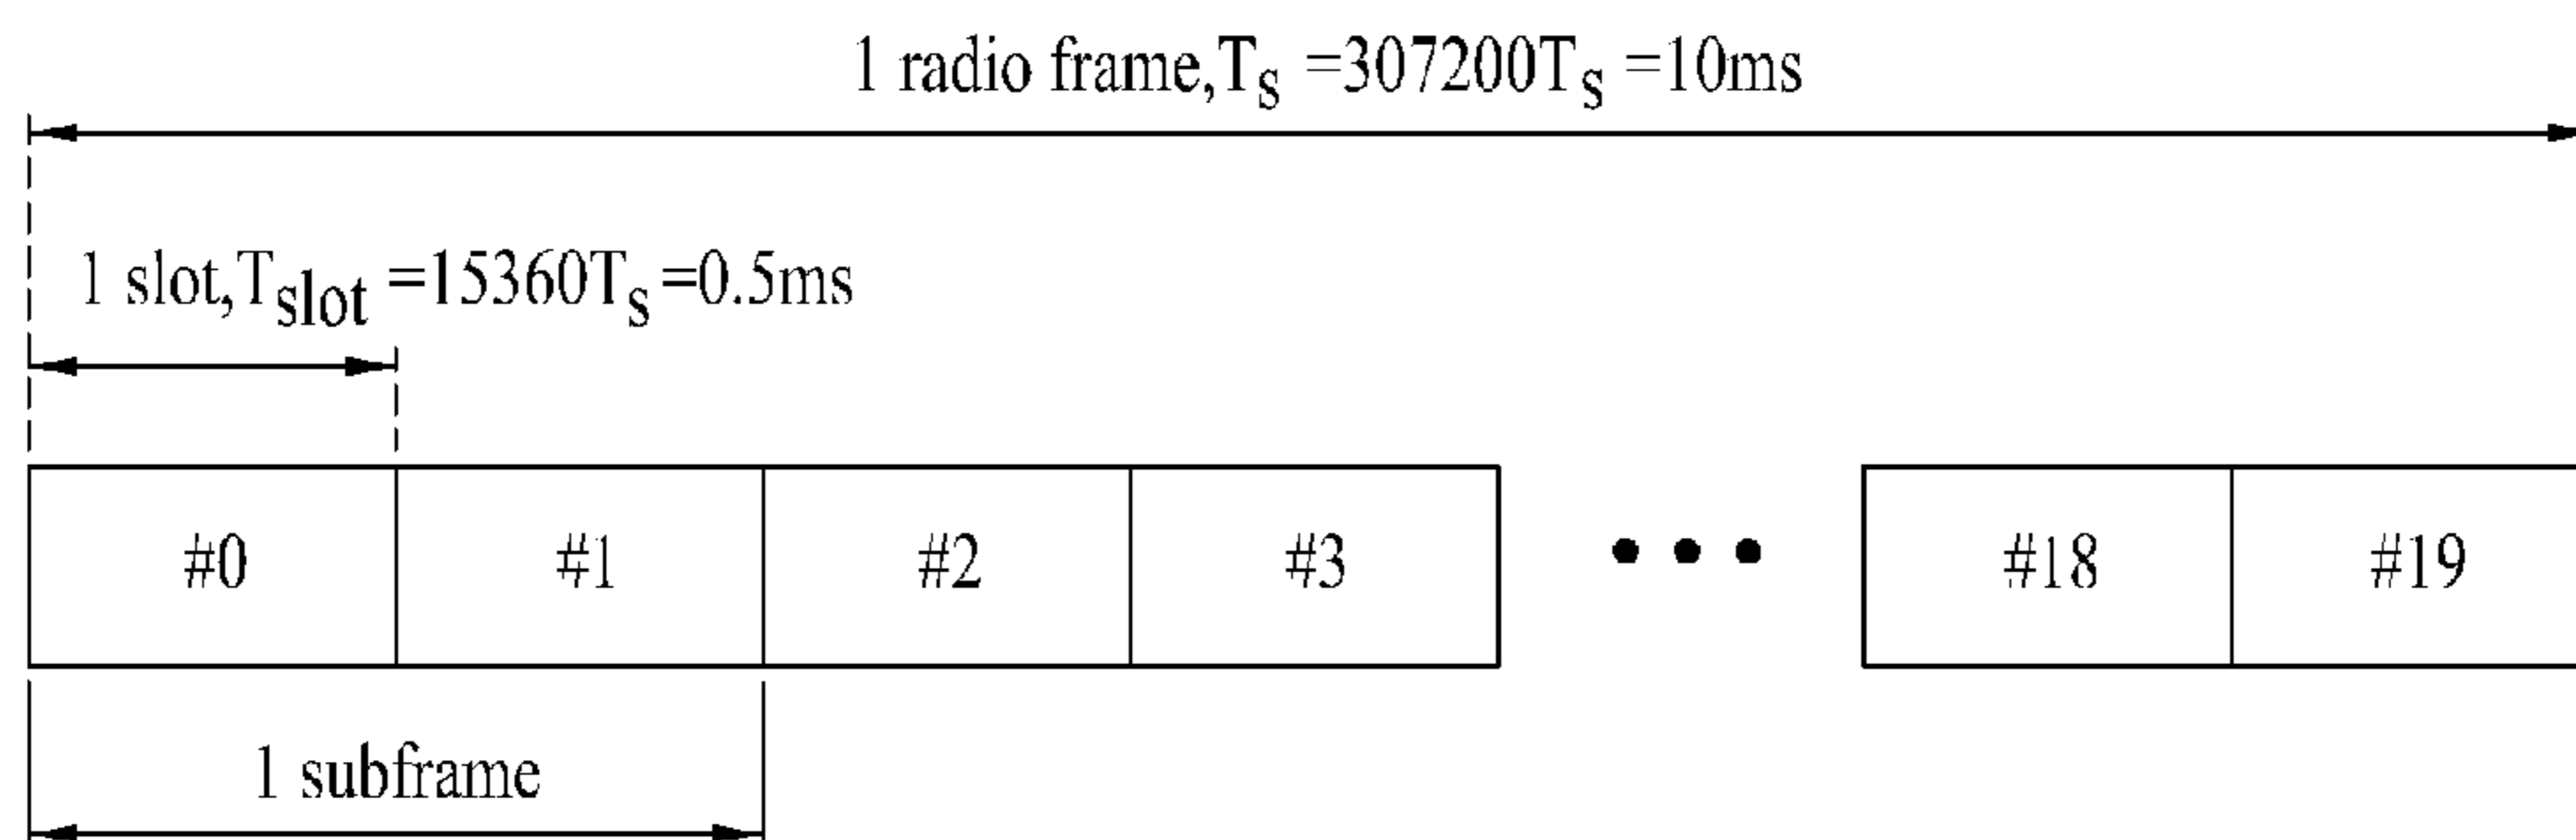 1 radio frame,Ts =307200Ts =10ms
1 slot,Tslot =15360Ts=0.5ms
#0 #1 #2 #3 ••• #18 #19
1 subframe